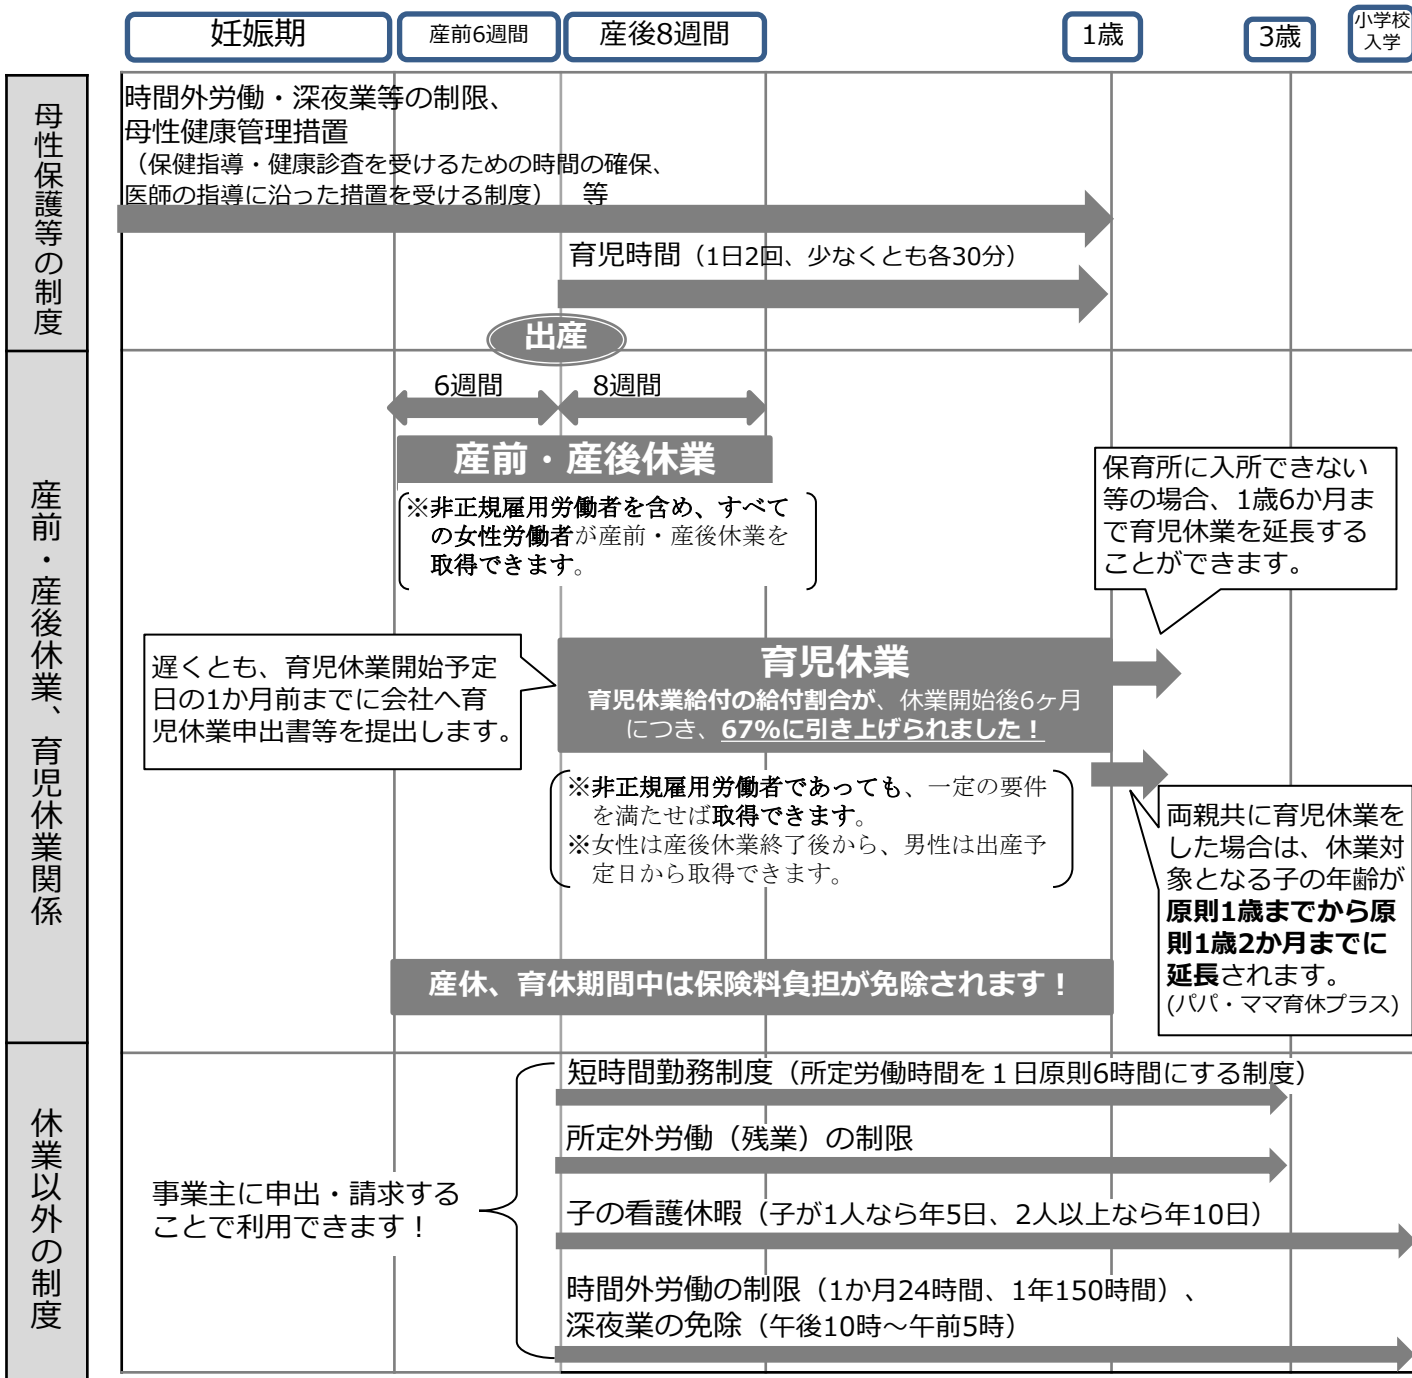 妊娠期
産前6週間
産後8週間
1歳
3歳
小学校
入学
母性保護等の制度
時間外労働・深夜業等の制限、
母性健康管理措置
（保健指導・健康診査を受けるための時間の確保、
医師の指導に沿った措置を受ける制度）　等
育児時間（1日2回、少なくとも各30分）
出産
産前・産後休業、育児休業関係
6週間
8週間
産前・産後休業
※非正規雇用労働者を含め、すべて
の女性労働者が産前・産後休業を
取得できます。
保育所に入所できない
等の場合、1歳6か月ま
で育児休業を延長する
ことができます。
遅くとも、育児休業開始予定
日の1か月前までに会社へ育
児休業申出書等を提出します。
育児休業
育児休業給付の給付割合が、休業開始後6ヶ月
につき、67%に引き上げられました！
※非正規雇用労働者であっても、一定の要件
を満たせば取得できます。
※女性は産後休業終了後から、男性は出産予
定日から取得できます。
両親共に育児休業を
した場合は、休業対
象となる子の年齢が
原則1歳までから原
則1歳2か月までに
延長されます。
(パパ・ママ育休プラス)
産休、育休期間中は保険料負担が免除されます！
休業以外の制度
事業主に申出・請求する
ことで利用できます！
短時間勤務制度（所定労働時間を１日原則6時間にする制度）
所定外労働（残業）の制限
子の看護休暇（子が1人なら年5日、2人以上なら年10日）
時間外労働の制限（1か月24時間、1年150時間）、
深夜業の免除（午後10時～午前5時）